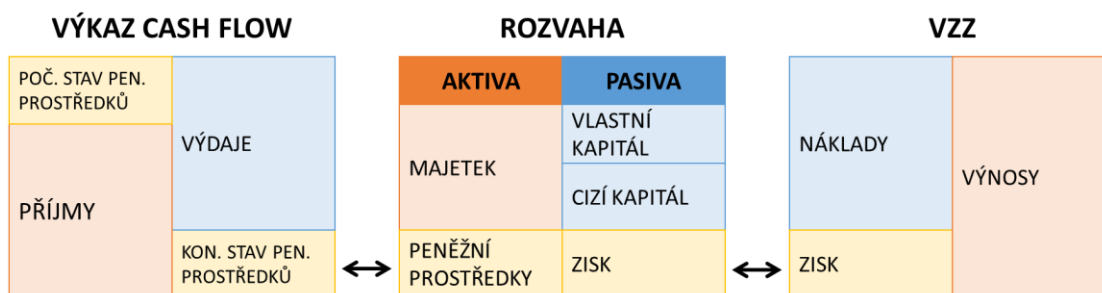 VÝKAZ CASH FLOW
POČ. STAV PEN.
PROSTŘEDKŮ
PŘÍJMY
VÝDAJE
KON. STAV PEN.
PROSTŘEDKŮ
ROZVAHA
AKTIVA
PASIVA
MAJETEK
VLASTNÍ
KAPITÁL
CIZÍ KAPITÁL
PENĚŽNÍ
PROSTŘEDKY
ZISK
VZZ
NÁKLADY
ZISK
VÝNOSY